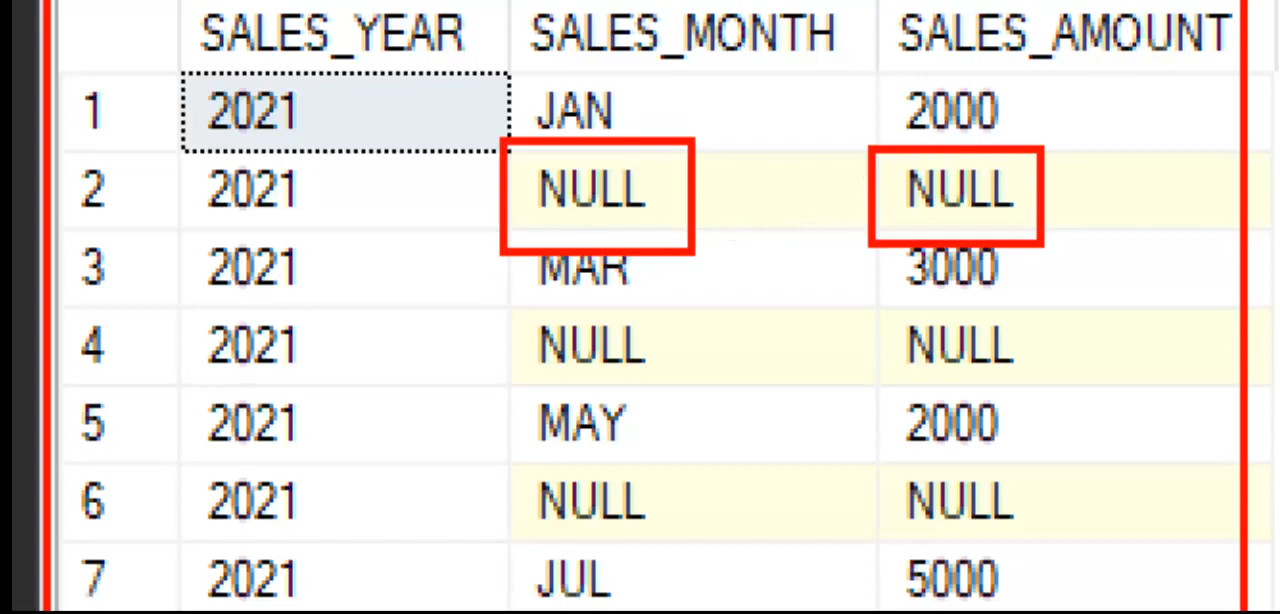 SALES_YEAR SALES_MONTH SALES_AMOUNT
1 2021 JAN 2000
2 2021 NULL NULL
3 2021 MAR 3000
4 2021 NULL NULL
5 2021 MAY 2000
6 2021 NULL NULL
7 2021 JUL 5000